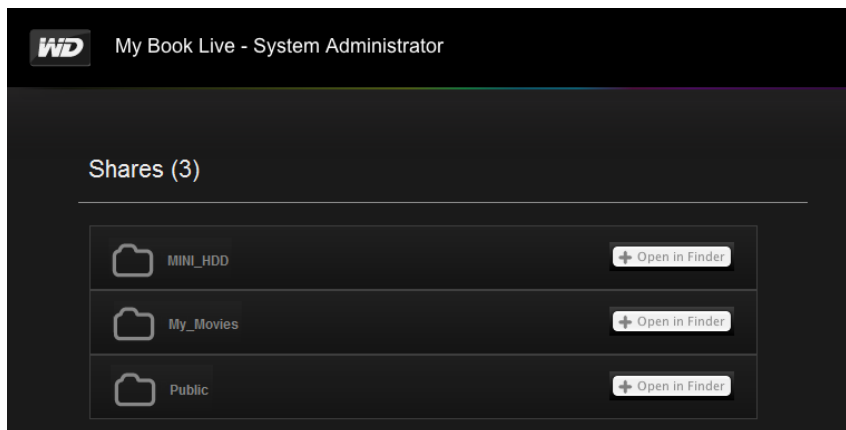 WD My Book Live - System Administrator
Shares (3)
MINI_HDD Open in Finder
My_Movies Open in Finder
Public Open in Finder